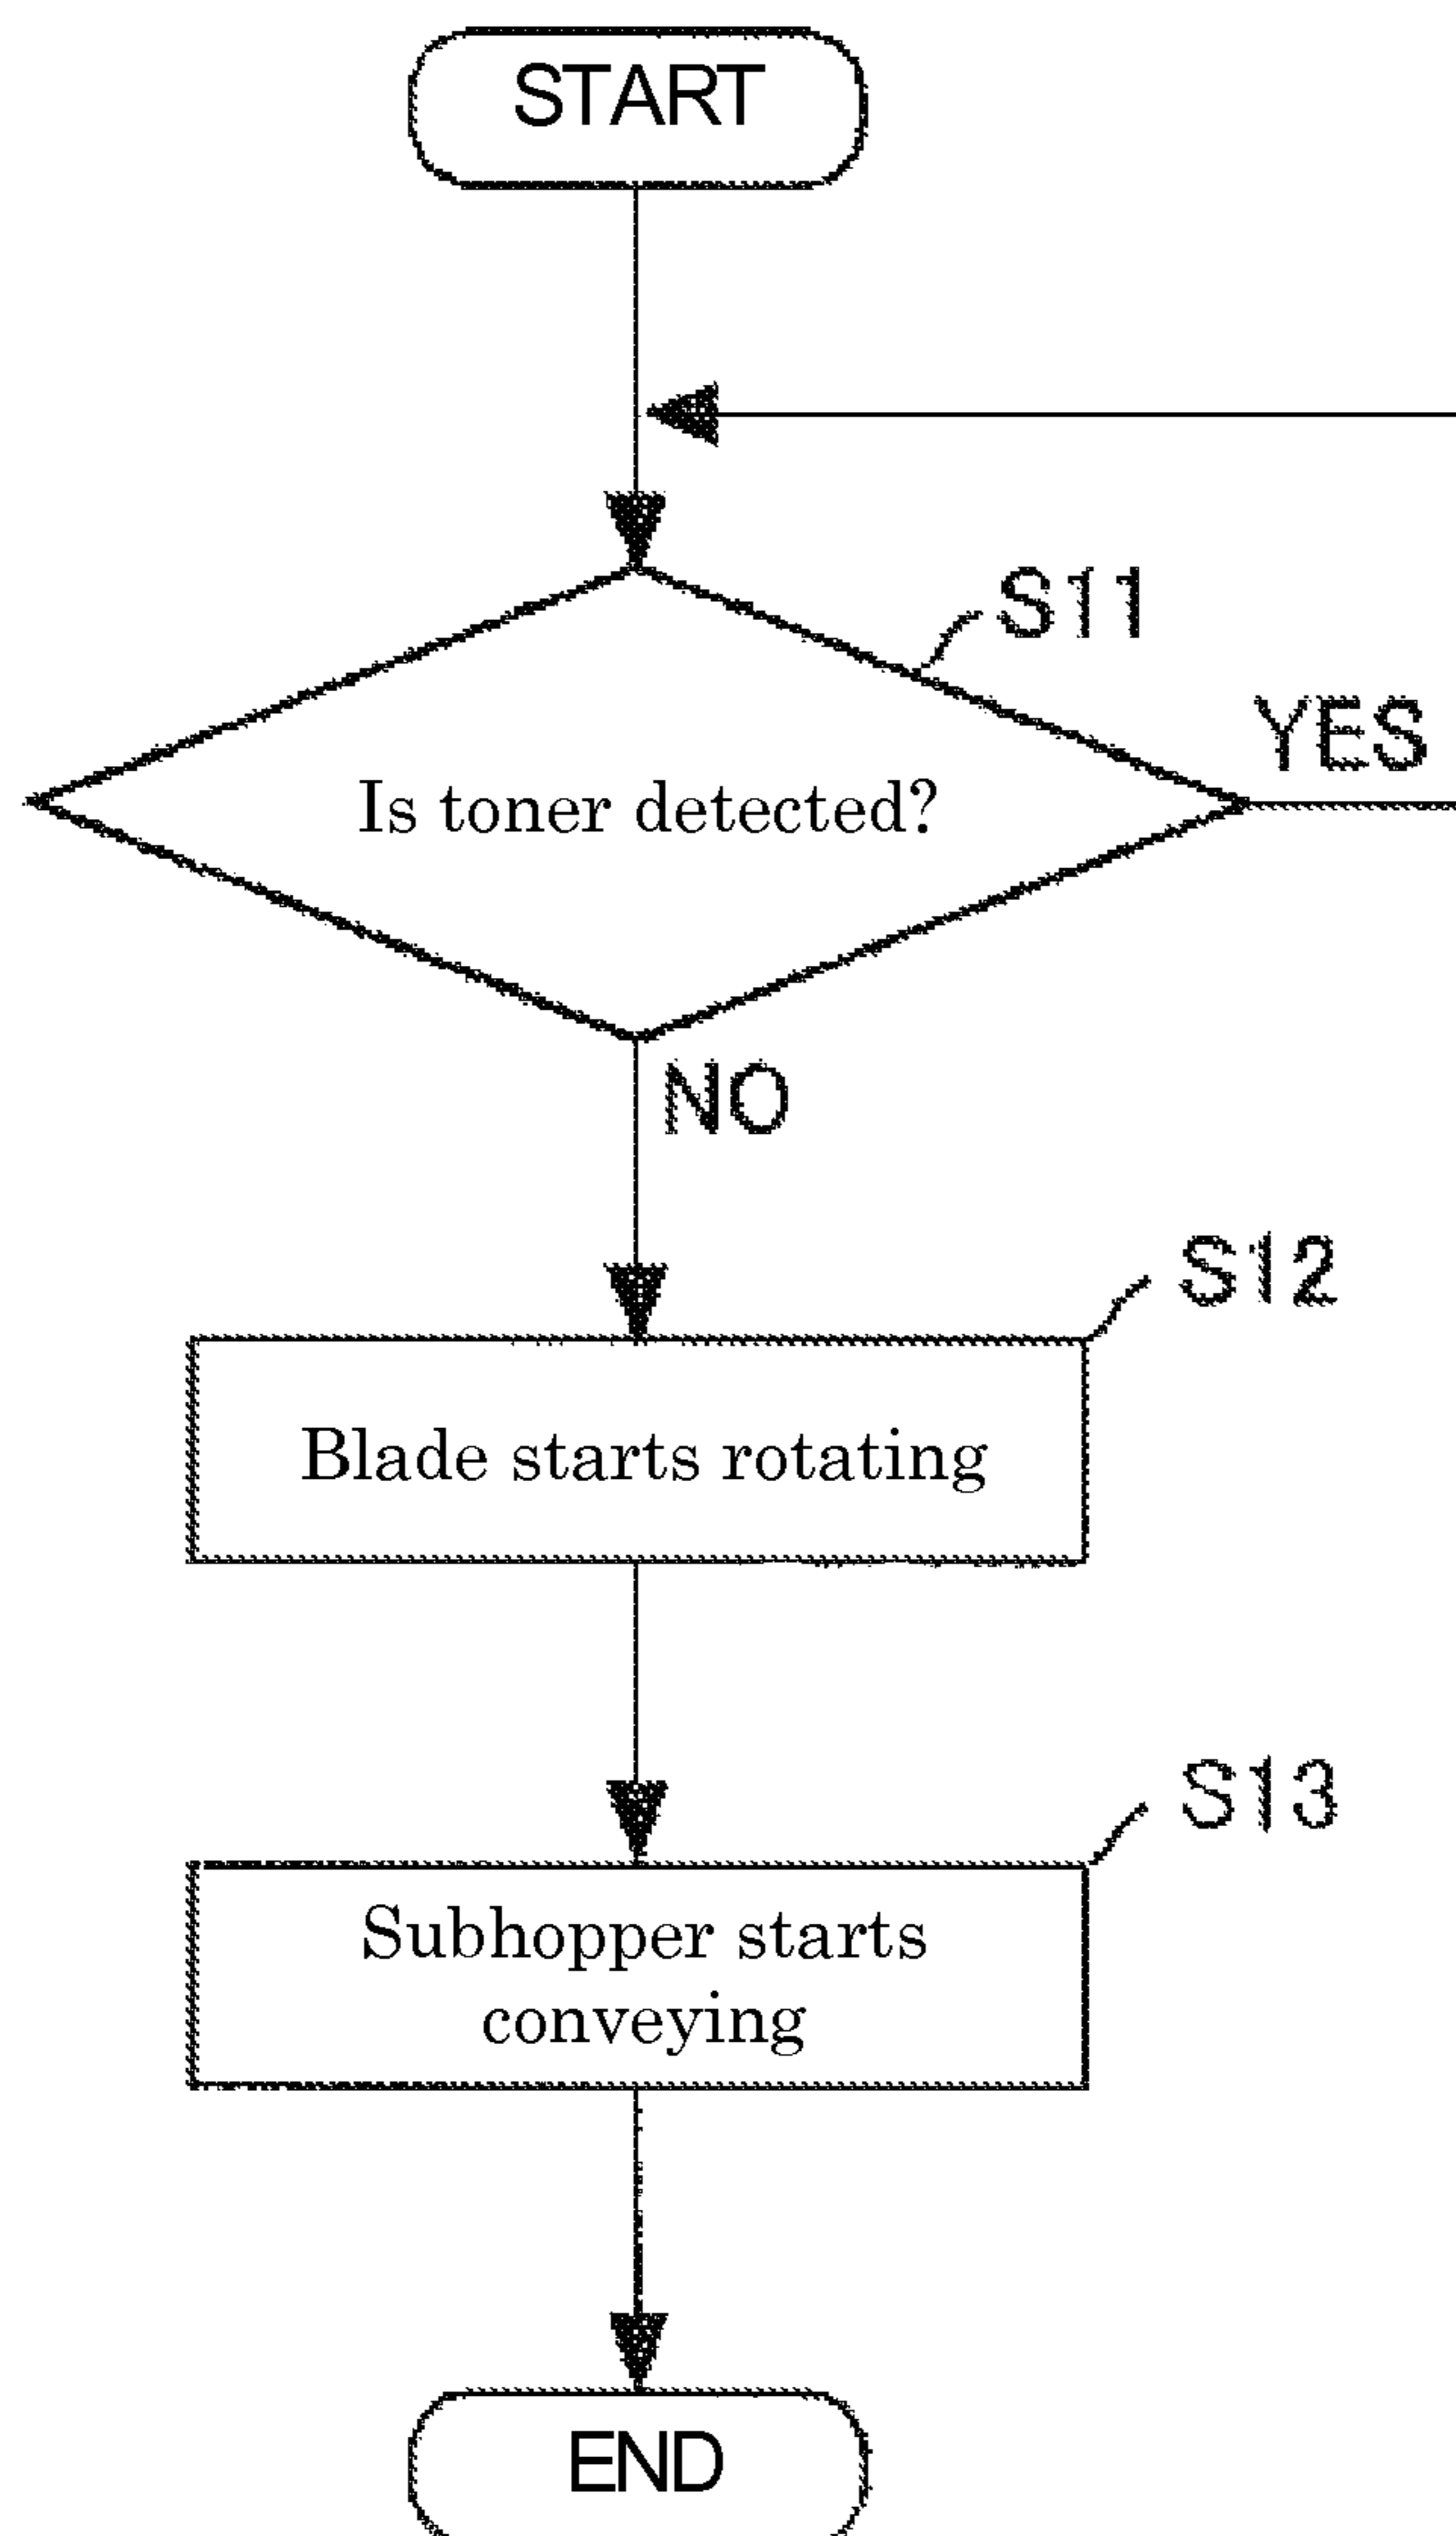 START
S11
YES
Is toner detected?
NO
S12
Blade starts rotating
S13
Subhopper starts
conveying
END